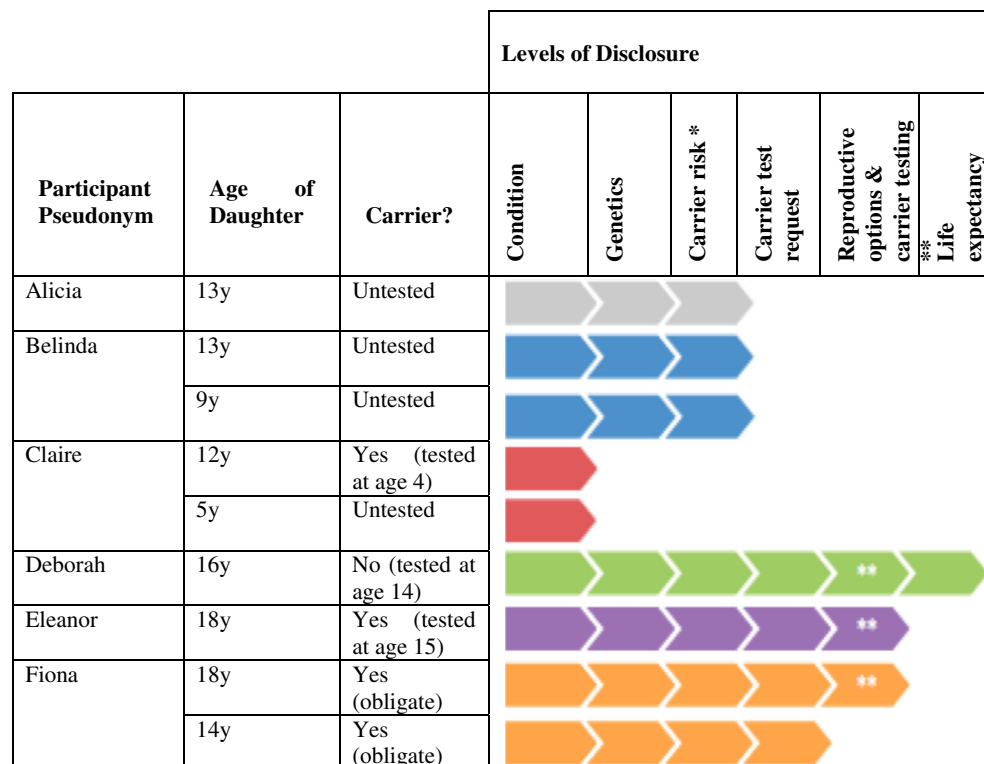 Levels of Disclosure
Participant
Pseudonym
Age of
Daughter
Carrier?
Condition
Genetics
Carrier risk *
Carrier test
request
Reproductive
options &
carrier testing
**
Life
expectancy
Alicia
13y
Untested
Belinda
13y
Untested
9y
Untested
Claire
12y
Yes (tested
at age 4)
5y
Untested
Deborah
16y
No (tested at
age 14)
**
Eleanor
18y
Yes (tested
at age 15)
**
Fiona
18y
Yes
(obligate)
**
14y
Yes
(obligate)